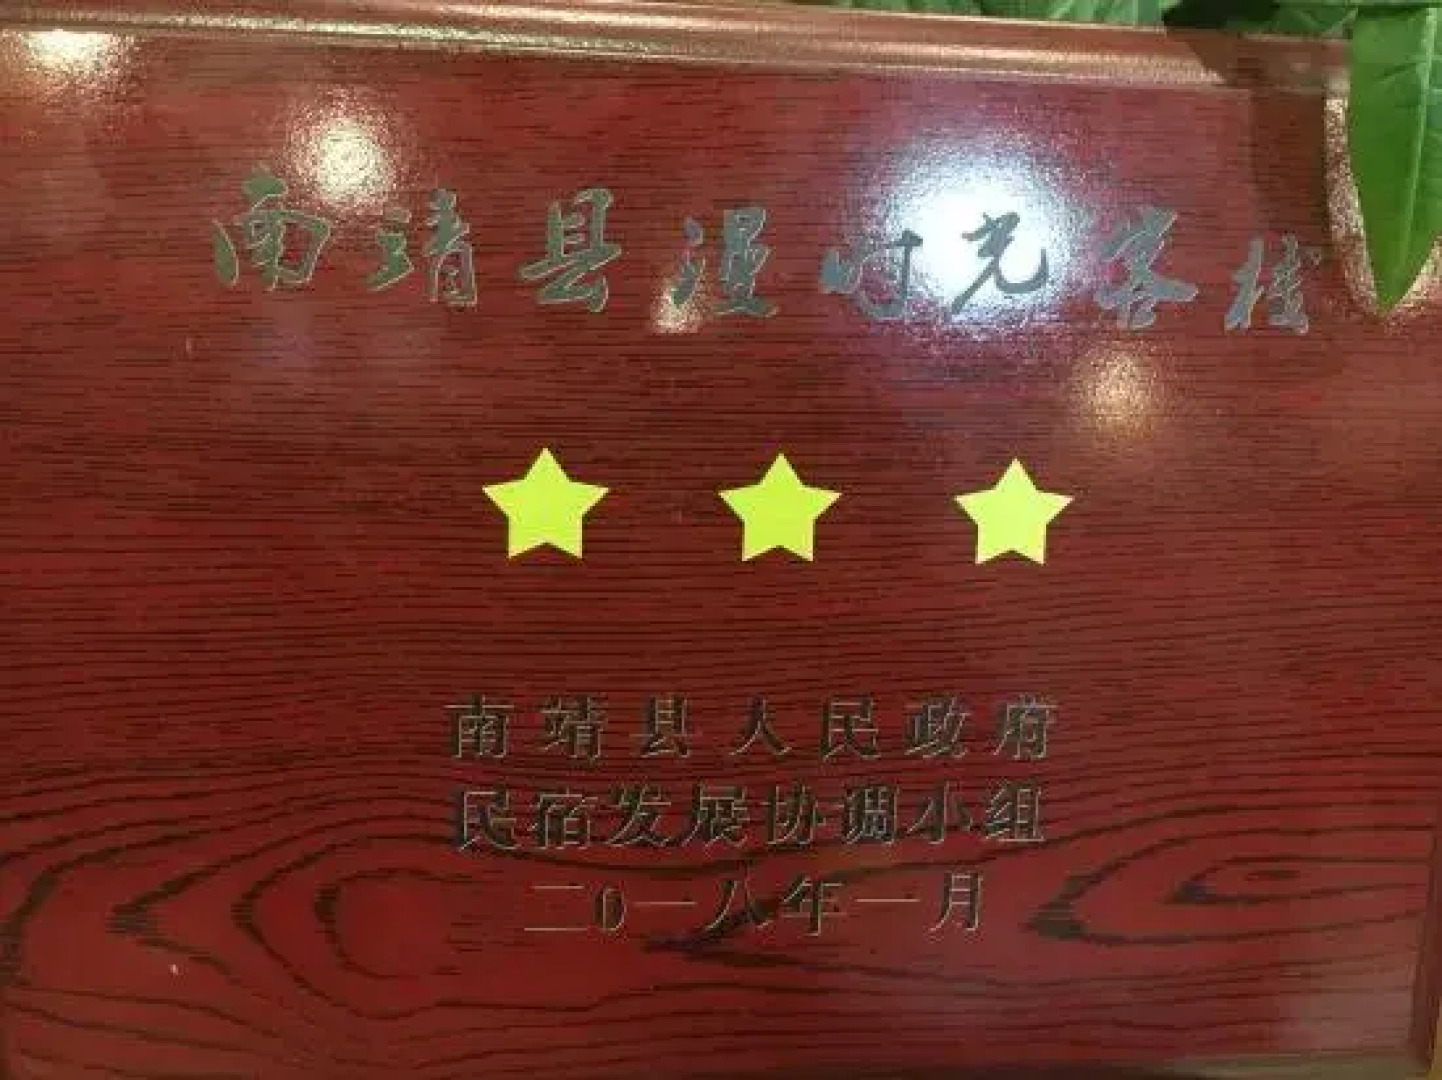 南靖县漫时光客栈
南靖县人民政府
民宿发展协调小组
二0一八年一月